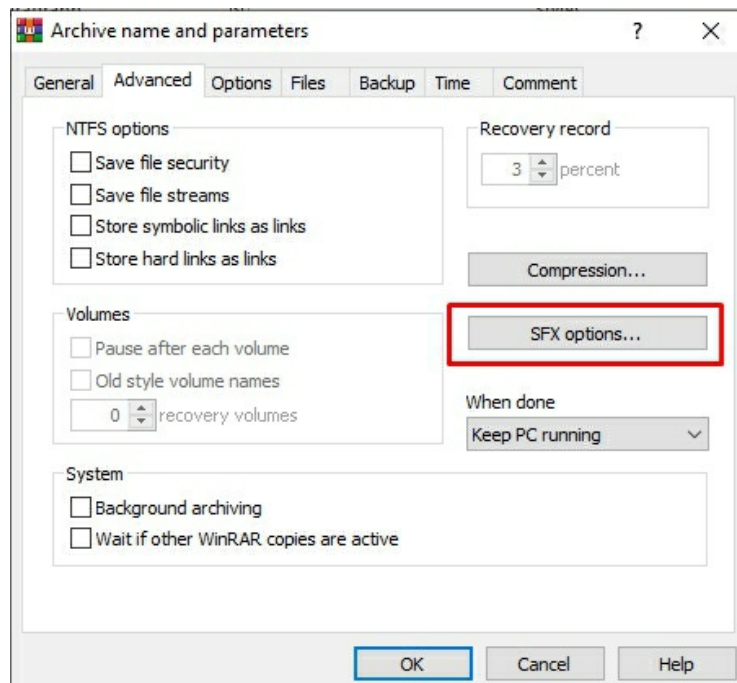 Archive name and parameters
?
General Advanced Options Files Backup Time Comment
NTFS options
Save file security
Save file streams
Store symbolic links as links
Store hard links as links
Recovery record
3 percent
Compression...
SFX options...
Volumes
Pause after each volume
Old style volume names
0 recovery volumes
When done
Keep PC running
System
Background archiving
Wait if other WinRAR copies are active
OK Cancel Help